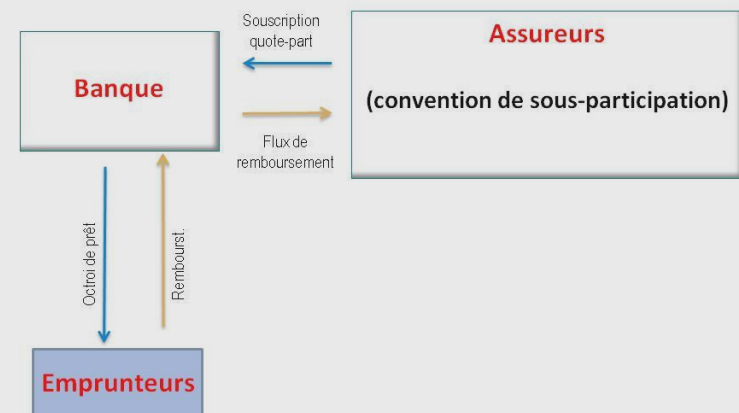 Souscription
quote-part
Assureurs
Banque
(convention de sous-participation)
Flux de
remboursement
Octroi de prêt
Rembourst.
Emprunteurs